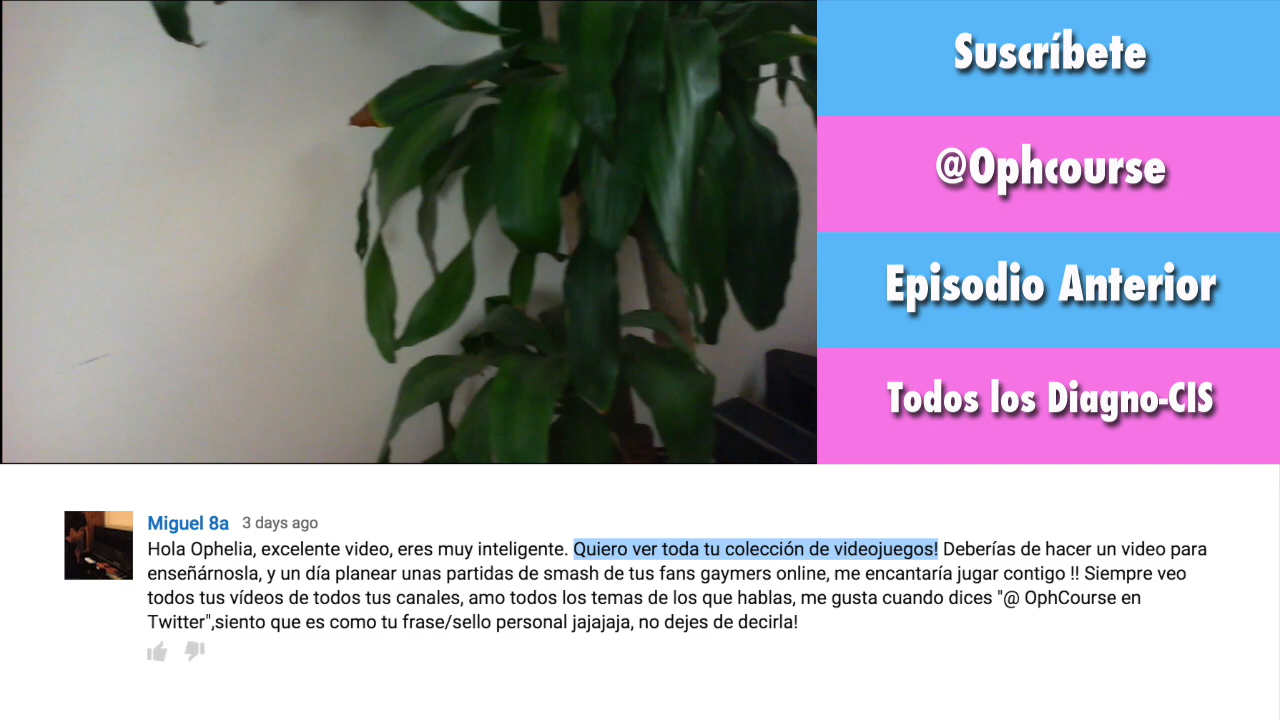 Suscríbete
@Ophcourse
Episodio Anterior
Todos los Diagno-CIS
Miguel 8a 3 days ago
Hola Ophelia, excelente video, eres muy inteligente. Quiero ver toda tu colección de videojuegos! Deberías de hacer un video para
enseñárnosla, y un día planear unas partidas de smash de tus fans gaymers online, me encantaría jugar contigo !! Siempre veo
todos tus vídeos de todos tus canales, amo todos los temas de los que hablas, me gusta cuando dices "@ OphCourse en
Twitter",siento que es como tu frase/sello personal jajajaja, no dejes de decirla!